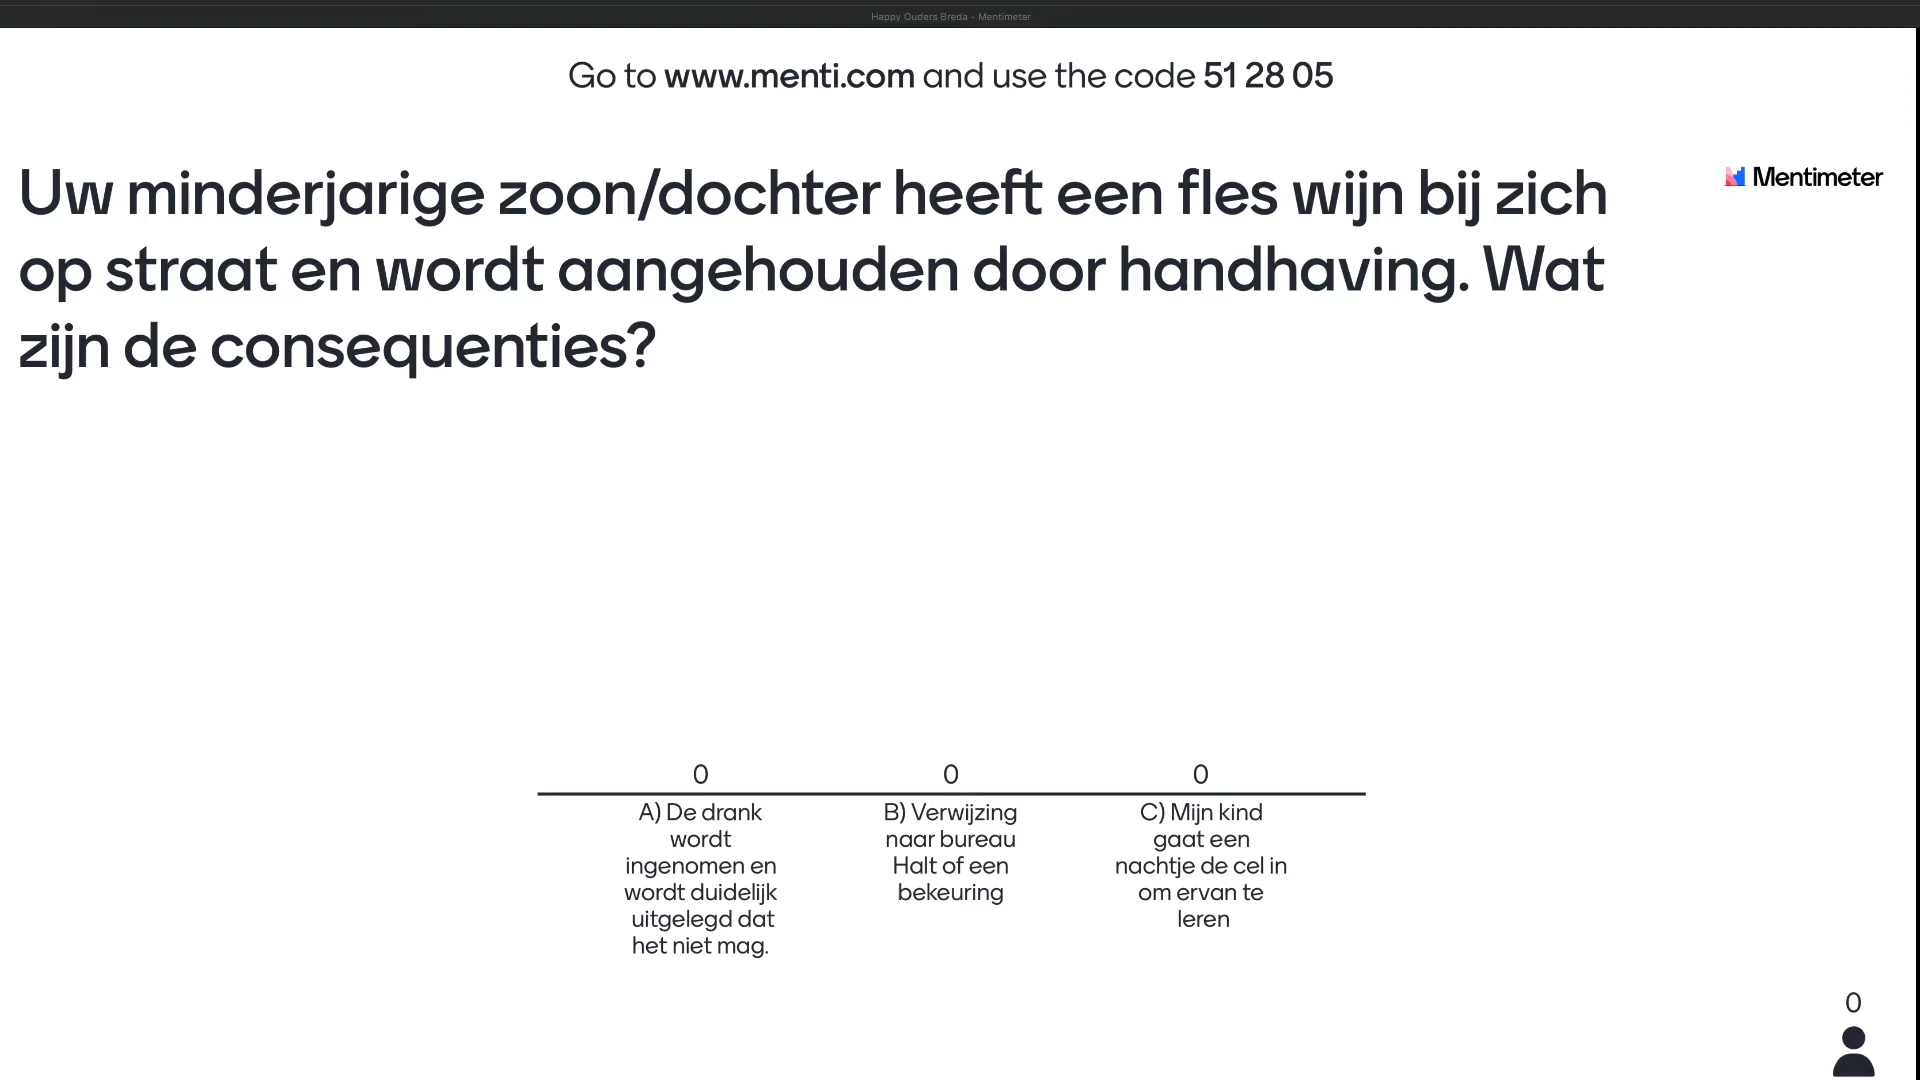 Happy Ouders Breda - Mentimeter
Go to www.menti.com and use the code 51 28 05
Mentimeter
Uw minderjarige zoon/dochter heeft een fles wijn bij zich
op straat en wordt aangehouden door handhaving. Wat
zijn de consequenties?
0
0
0
A) De drank
wordt
ingenomen en
wordt duidelijk
uitgelegd dat
het niet mag.
B) Verwijzing
naar bureau
Halt of een
bekeuring
C) Mijn kind
gaat een
nachtje de cel in
om ervan te
leren
0